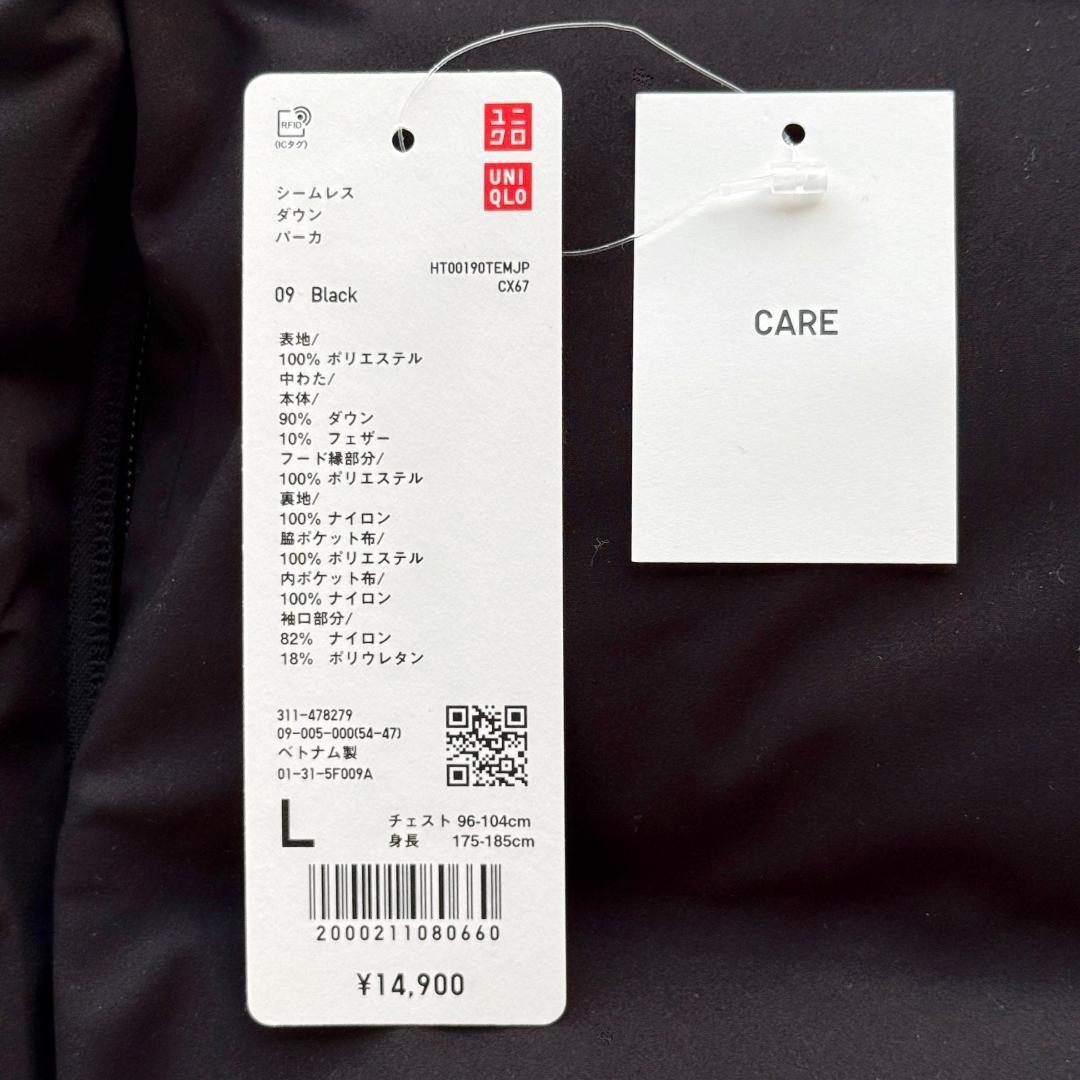 RFID
(ICタグ)
ユニ
クロ
UNI
QLO
シームレス
ダウン
パーカ
HT00190TEMJP
CX67
09 Black
表地/
100% ポリエステル
中わた/
本体/
90% ダウン
10% フェザー
フード縁部分/
100% ポリエステル
裏地/
100% ナイロン
脇ポケット布/
100% ポリエステル
内ポケット布/
100% ナイロン
袖口部分/
82% ナイロン
18% ポリウレタン
311-478279
09-005-000(54-47)
ベトナム製
01-31-5F009A
L
チェスト 96-104cm
身長 175-185cm
2000211080660
¥14,900
CARE